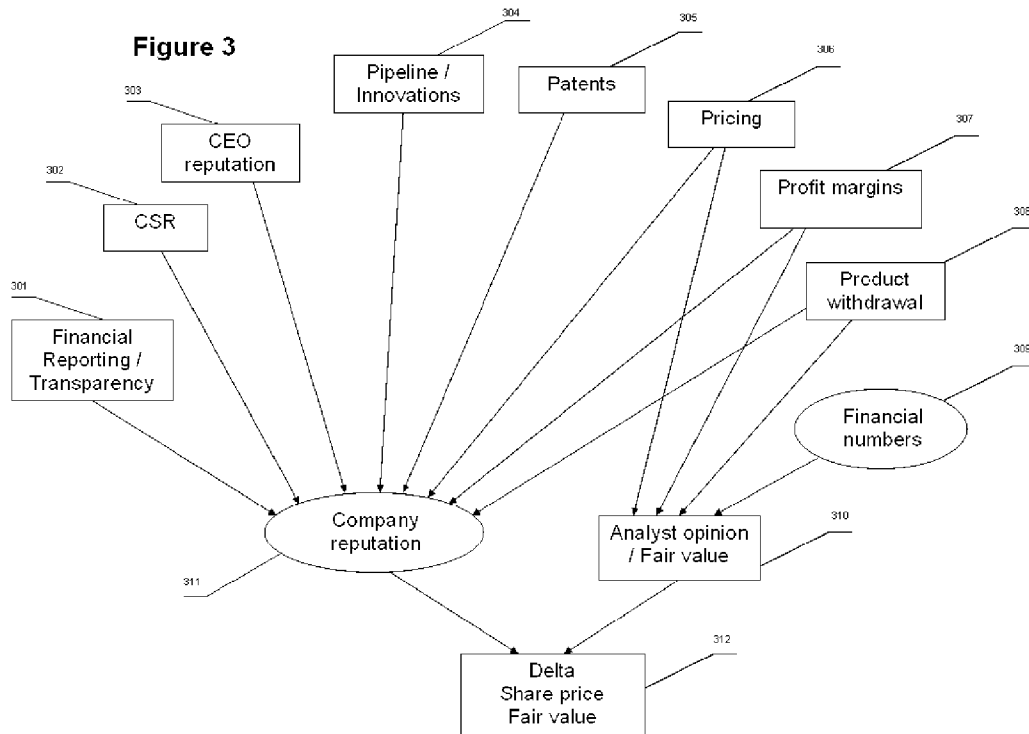 Figure 3
304
Pipeline /
Innovations
305
Patents
306
Pricing
303
CEO
reputation
307
Profit margins
302
CSR
308
Product
withdrawal
301
Financial
Reporting /
Transparency
309
Financial
numbers
Company
reputation
311
Analyst opinion
/ Fair value
310
Delta
Share price
Fair value
312